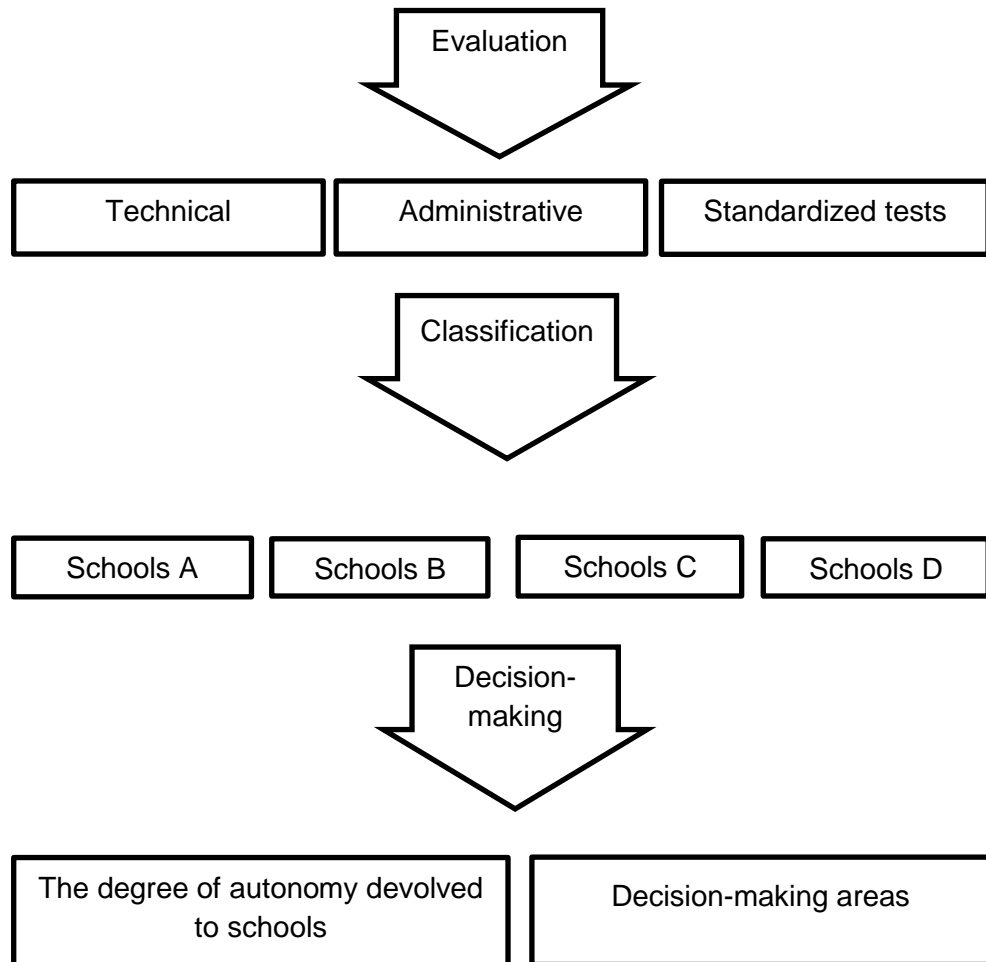 Evaluation
Technical
Administrative
Standardized tests
Classification
Schools A
Schools B
Schools C
Schools D
Decision-
making
The degree of autonomy devolved
to schools
Decision-making areas